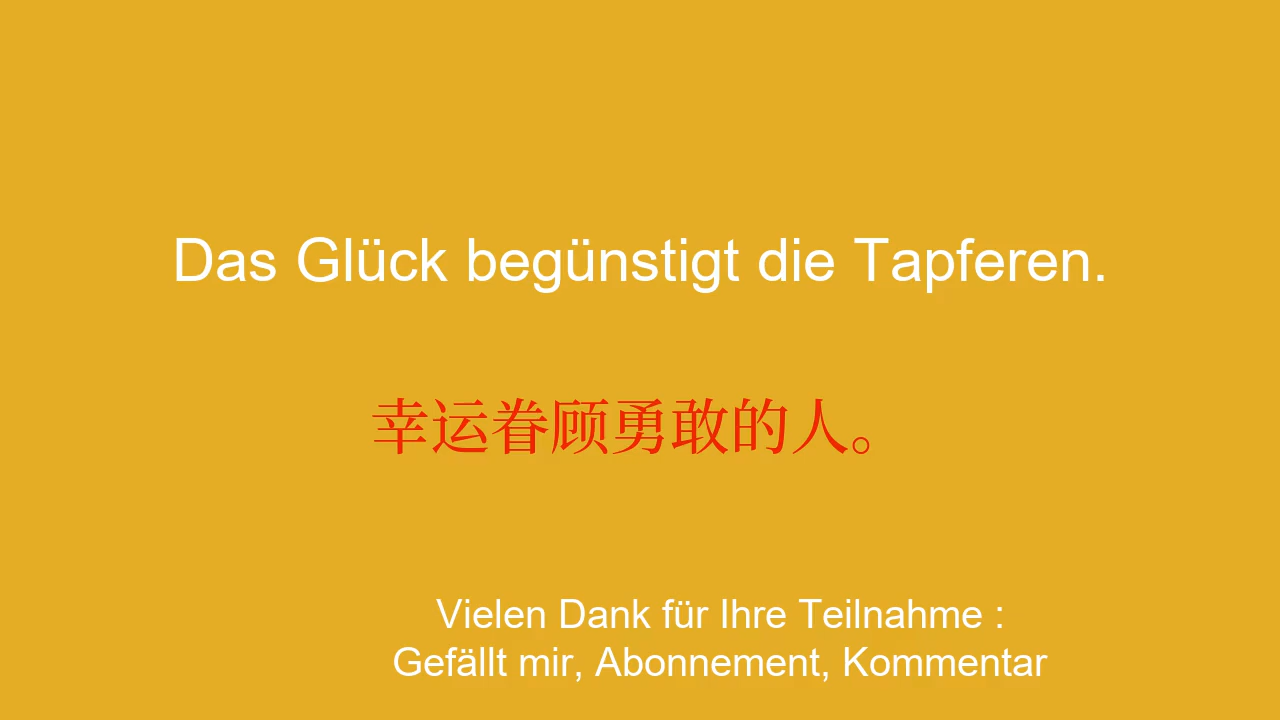 Das Glück begünstigt die Tapferen.
幸运眷顾勇敢的人。
Vielen Dank für Ihre Teilnahme :
Gefällt mir, Abonnement, Kommentar